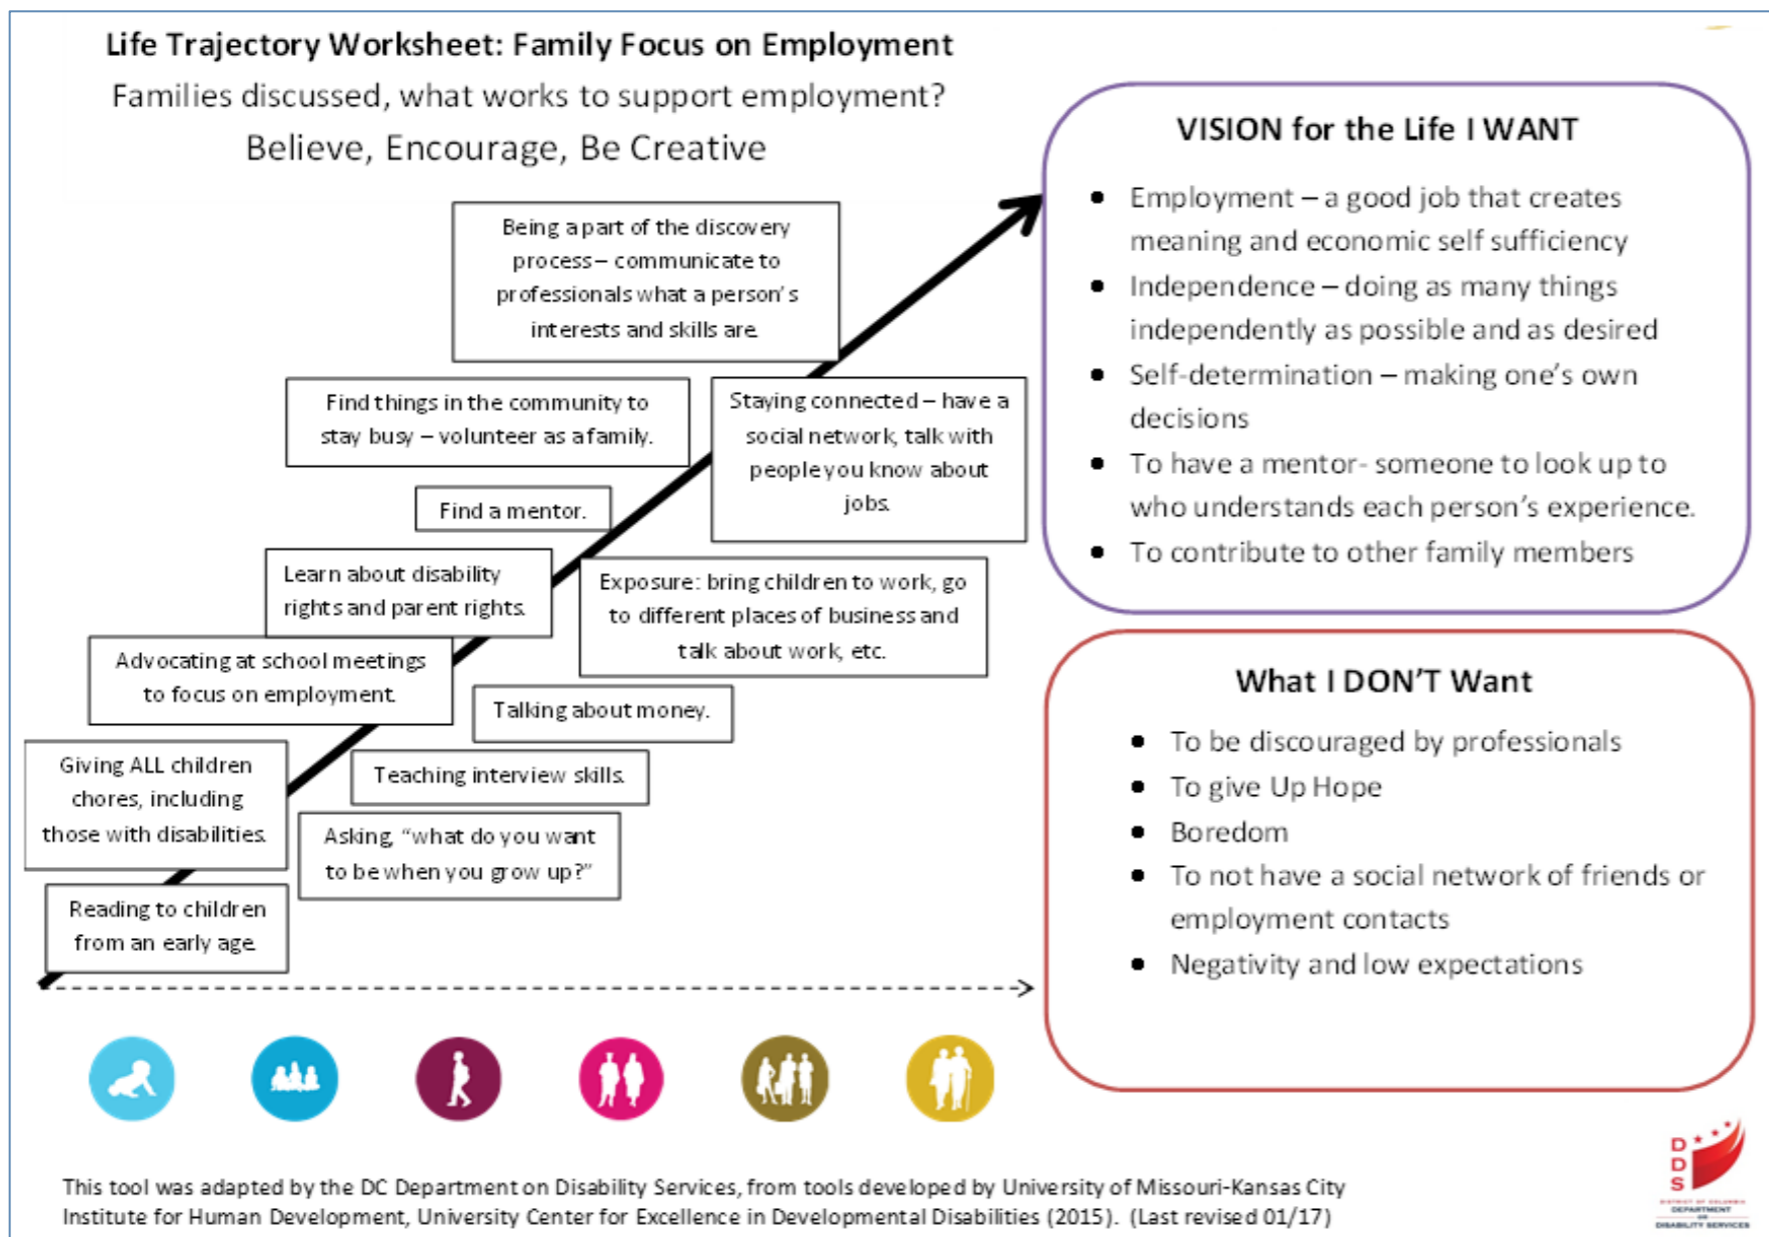 Life Trajectory Worksheet: Family Focus on Employment
Families discussed, what works to support employment?
Believe, Encourage, Be Creative
Being a part of the discovery
process – communicate to
professionals what a person's
interests and skills are.
Find things in the community to
stay busy – volunteer as a family.
Staying connected – have a
social network, talk with
people you know about
jobs.
Find a mentor.
Learn about disability
rights and parent rights.
Exposure: bring children to work, go
to different places of business and
talk about work, etc.
Advocating at school meetings
to focus on employment.
Talking about money.
Giving ALL children
chores, including
those with disabilities.
Teaching interview skills.
Asking, “what do you want
to be when you grow up?”
Reading to children
from an early age.
VISION for the Life I WANT
• Employment – a good job that creates
meaning and economic self sufficiency
• Independence – doing as many things
independently as possible and as desired
• Self-determination – making one's own
decisions
• To have a mentor- someone to look up to
who understands each person's experience.
• To contribute to other family members
What I DON'T Want
• To be discouraged by professionals
• To give Up Hope
• Boredom
• To not have a social network of friends or
employment contacts
• Negativity and low expectations
This tool was adapted by the DC Department on Disability Services, from tools developed by University of Missouri-Kansas City
Institute for Human Development, University Center for Excellence in Developmental Disabilities (2015). (Last revised 01/17)
DDS
DISTRICT OF COLUMBIA
DEPARTMENT
ON
DISABILITY SERVICES